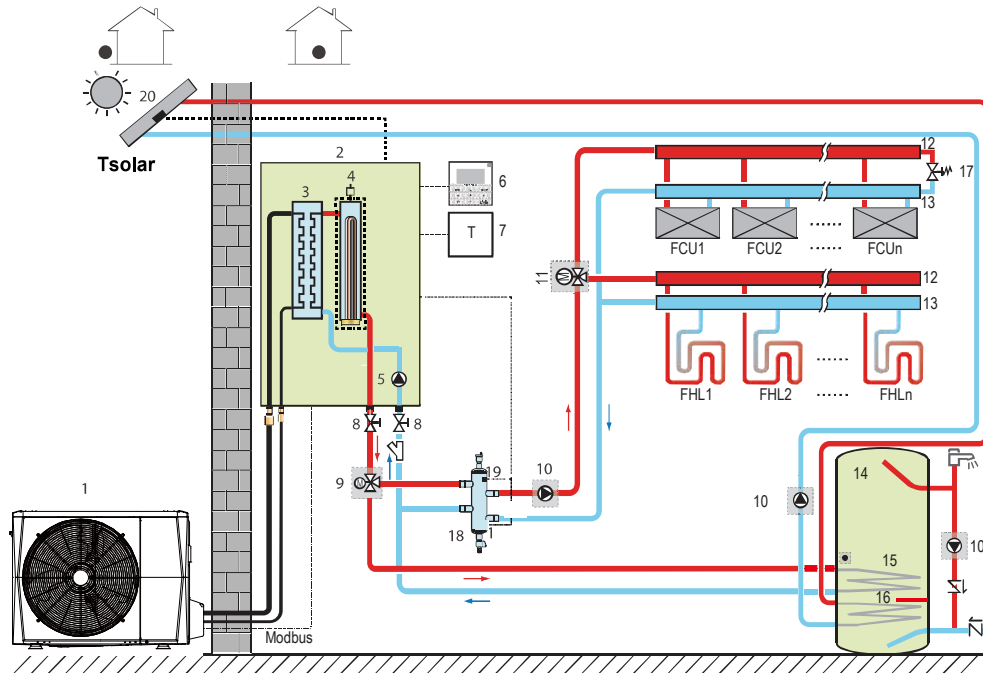 20
Tsolar
2
3
4
6
T
7
5
8
8
9
10
11
12
17
13
FCU1
FCU2
......
FCUn
......
12
13
FHL1
FHL2
......
FHLn
......
19
18
1
10
14
15
16
10
M
M
1
Modbus